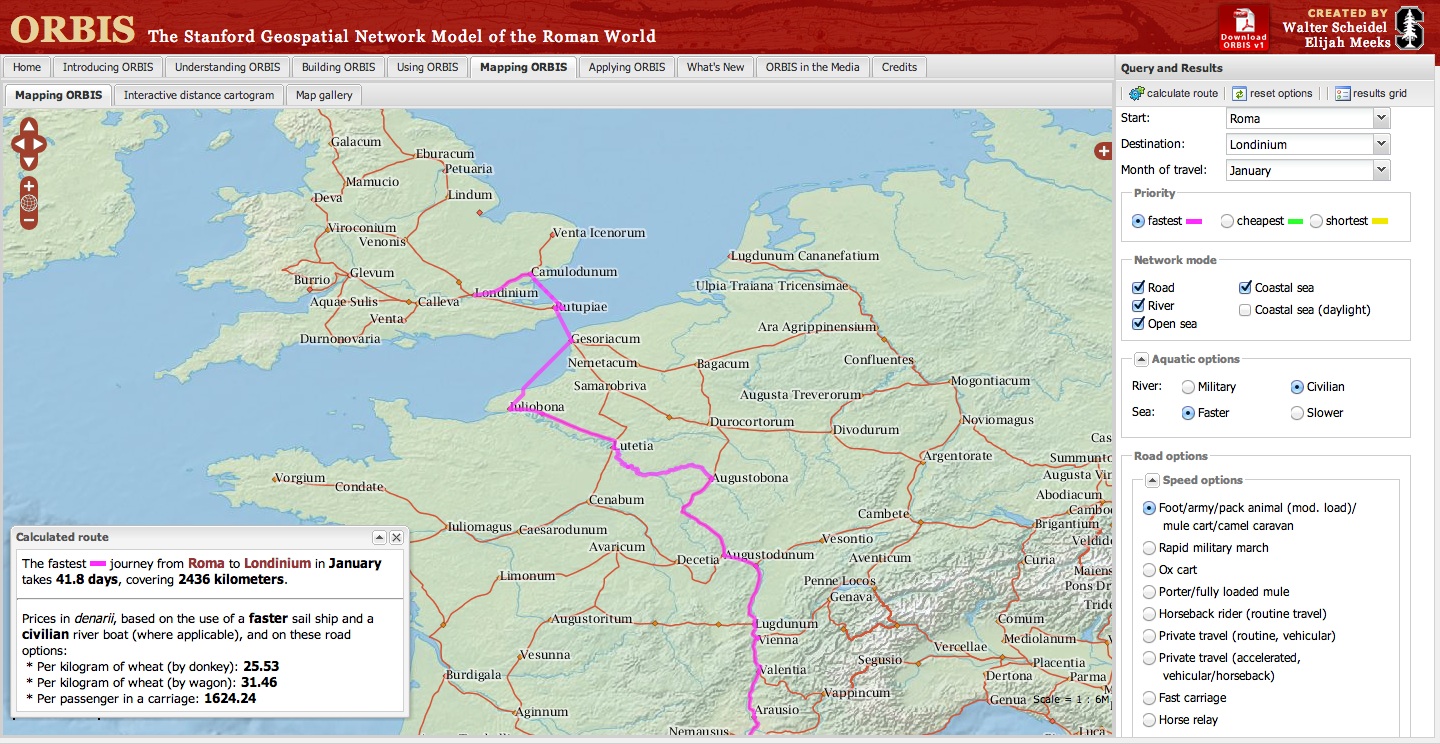 ORBIS The Stanford Geospatial Network Model of the Roman World
Download
ORBIS v1
CREATED BY
Walter Scheidel
Elijah Meeks
Home
Introducing ORBIS
Understanding ORBIS
Building ORBIS
Using ORBIS
Mapping ORBIS
Applying ORBIS
What's New
ORBIS in the Media
Credits
Mapping ORBIS
Interactive distance cartogram
Map gallery
Galacum
Eburacum
Petuaria
Mamucio
Lindum
Deva
Viroconium
Venonis
Venta Icenorum
Burrio
Glevum
Camulodunum
Londinium
Aquae Sulis
Calleva
Rutupiae
Venta
Durnonovaria
Lugdunum Cananefatium
Ulpia Traiana Tricensimae
Ara Agrippinensium
Gesoriacum
Nemetacum
Bagacum
Confluentes
Samarobriva
Mogontiacum
Augusta Treverorum
Iuliobona
Durocortorum
Divodurum
Noviomagus
Lutetia
Cas
Argentorate
Summunto
Vorgium
Condate
Augustobona
Augusta Vin
Cenabum
Abodiacum
Cambete
Cambo
Iuliomagus
Caesarodunum
Brigantium
Avaricum
Vesontio
Veldid
Decetia
Augustodunum
Aventicum
Curia
Maiens
Limonum
Penne Locos
Pons Dr
Genava
Tride
Augustoritum
Lugdunum
Comum
Vienna
Mediolanum
Vesunna
Vercellae
Segusio
Placentia
Burdigala
Valentia
Dertona
Parma
Vappincum
Genua
Scale = 1 : 6M
Aginnum
Arausio
Nemausus
Luca
Calculated route
The fastest journey from Roma to Londinium in January
takes 41.8 days, covering 2436 kilometers.
Prices in denarii, based on the use of a faster sail ship and a
civilian river boat (where applicable), and on these road
options:
* Per kilogram of wheat (by donkey): 25.53
* Per kilogram of wheat (by wagon): 31.46
* Per passenger in a carriage: 1624.24
Query and Results
calculate route
reset options
results grid
Start: Roma
Destination: Londinium
Month of travel: January
Priority
fastest cheapest shortest
Network mode
Road Coastal sea
River Coastal sea (daylight)
Open sea
Aquatic options
River: Military Civilian
Sea: Faster Slower
Road options
Speed options
Foot/army/pack animal (mod. load)/
mule cart/camel caravan
Rapid military march
Ox cart
Porter/fully loaded mule
Horseback rider (routine travel)
Private travel (routine, vehicular)
Private travel (accelerated,
vehicular/horseback)
Fast carriage
Horse relay